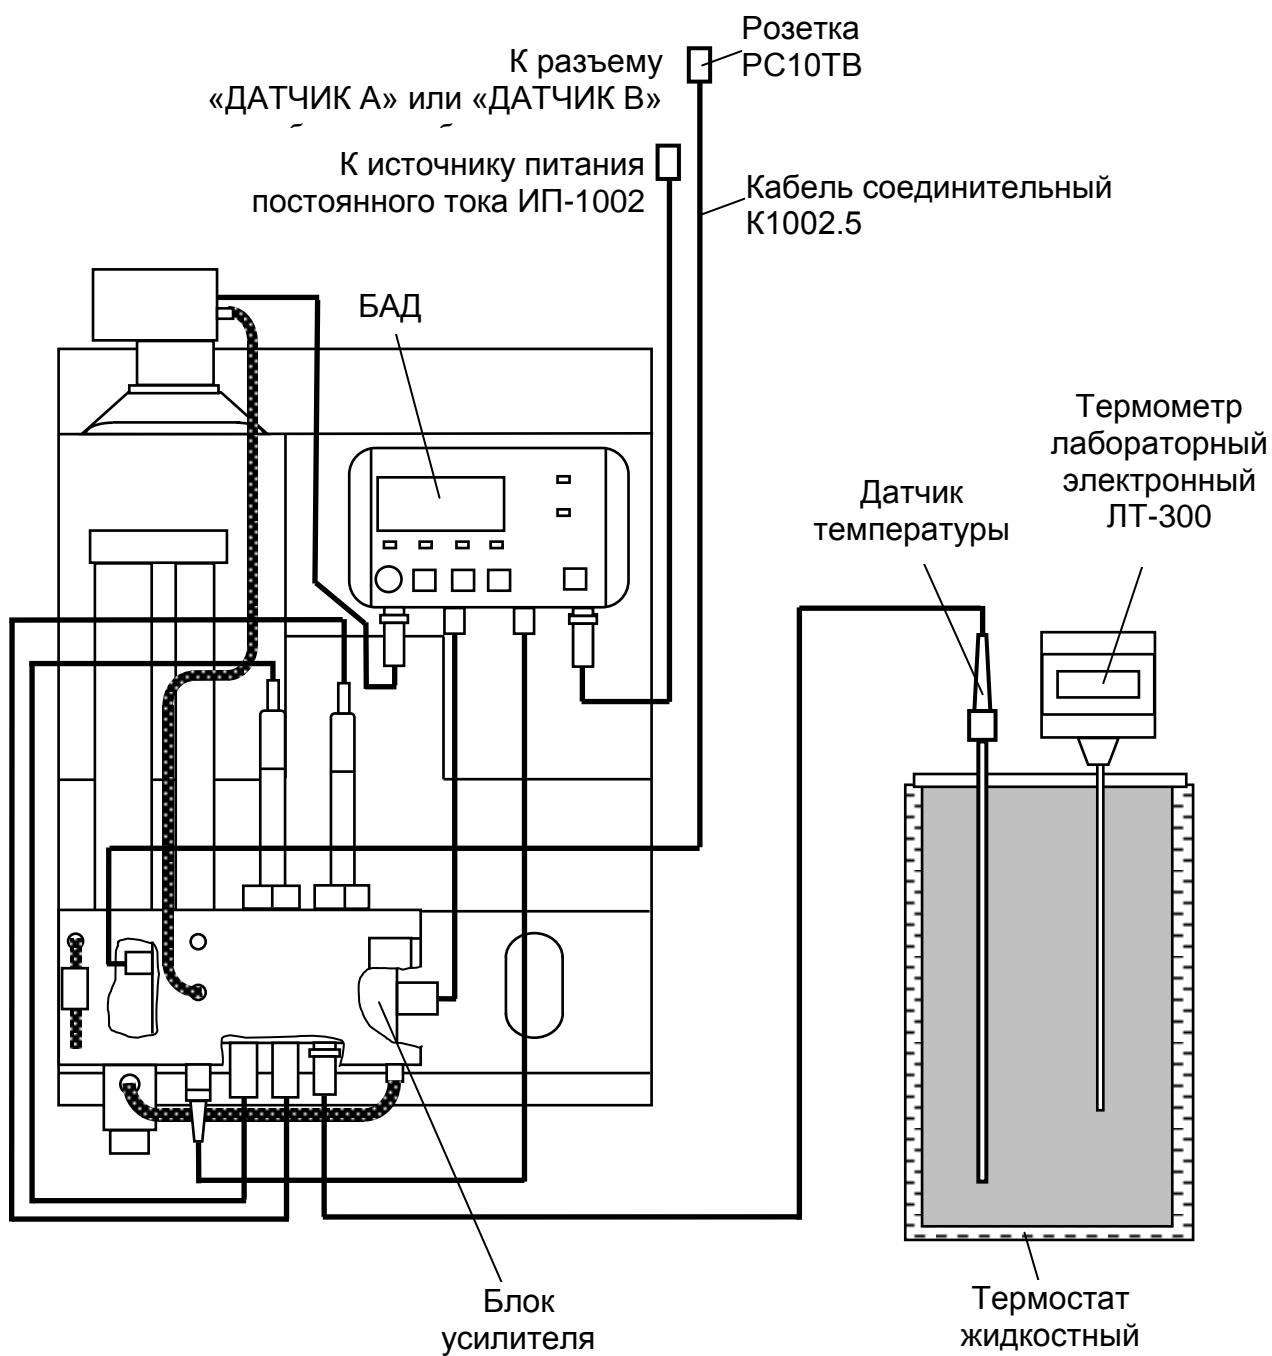 Розетка
РС10ТВ
К разъему
«ДАТЧИК А» или «ДАТЧИК В»
К источнику питания
постоянного тока ИП-1002
Кабель соединительный
К1002.5
БАД
Термометр
лабораторный
электронный
ЛТ-300
Датчик
температуры
Блок
усилителя
Термостат
жидкостный